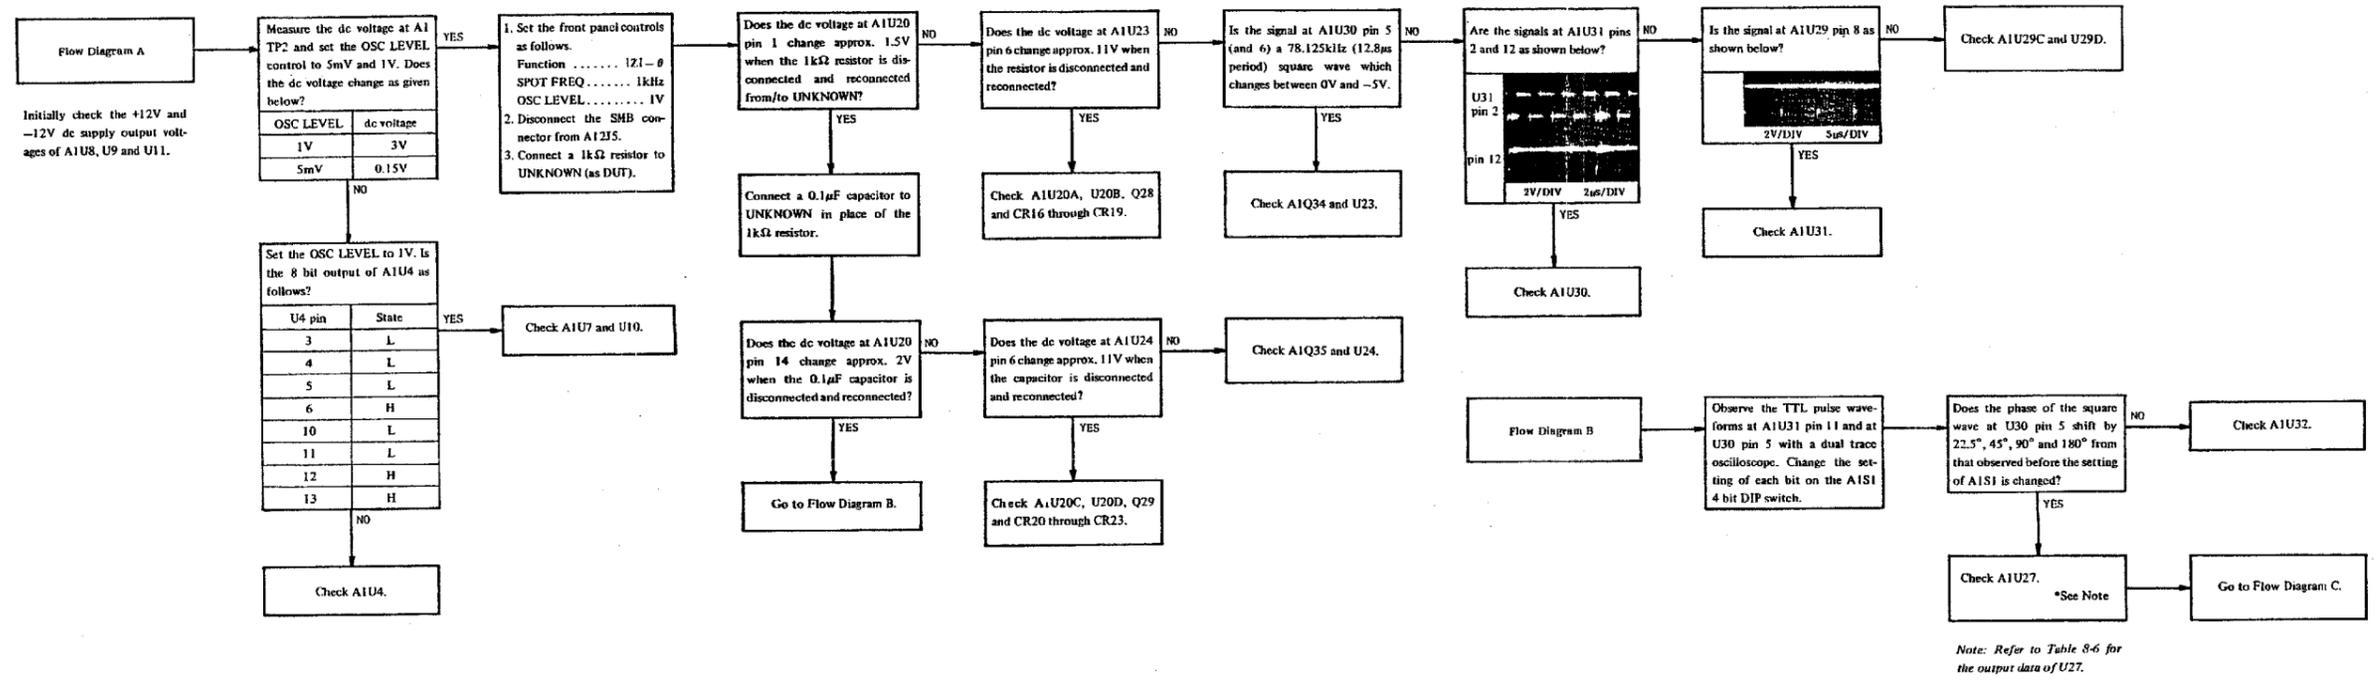 Flow Diagram A
Initially check the +12V and
−12V dc supply output volt-
ages of A1U8, U9 and U11.
Measure the dc voltage at A1
TP2 and set the OSC LEVEL
control to 5mV and 1V. Does
the dc voltage change as given
below?
OSC LEVEL dc voltage
1V 3V
5mV 0.15V
YES
NO
Set the OSC LEVEL to 1V. Is
the 8 bit output of A1U4 as
follows?
U4 pin State
3 L
4 L
5 L
6 H
10 L
11 L
12 H
13 H
YES
NO
Check A1U4.
Check A1U7 and U10.
1. Set the front panel controls
as follows.
Function ....... |Z|−θ
SPOT FREQ....... 1kHz
OSC LEVEL......... 1V
2. Disconnect the SMB con-
nector from A12J5.
3. Connect a 1kΩ resistor to
UNKNOWN (as DUT).
Does the dc voltage at A1U20
pin 1 change approx. 1.5V
when the 1kΩ resistor is dis-
connected and reconnected
from/to UNKNOWN?
NO
YES
Connect a 0.1μF capacitor to
UNKNOWN in place of the
1kΩ resistor.
Does the dc voltage at A1U20
pin 14 change approx. 2V
when the 0.1μF capacitor is
disconnected and reconnected?
NO
YES
Go to Flow Diagram B.
Does the dc voltage at A1U23
pin 6 change approx. 11V when
the resistor is disconnected and
reconnected?
NO
YES
Check A1U20A, U20B, Q28
and CR16 through CR19.
Does the dc voltage at A1U24
pin 6 change approx. 11V when
the capacitor is disconnected
and reconnected?
NO
YES
Check A1U20C, U20D, Q29
and CR20 through CR23.
Is the signal at A1U30 pin 5
(and 6) a 78.125kHz (12.8μs
period) square wave which
changes between 0V and −5V.
NO
YES
Check A1Q34 and U23.
Check A1Q35 and U24.
Are the signals at A1U31 pins
2 and 12 as shown below?
U31
pin 2
pin 12
2V/DIV 2us/DIV
NO
YES
Check A1U30.
Is the signal at A1U29 pin 8 as
shown below?
2V/DIV 5us/DIV
NO
YES
Check A1U31.
Check A1U29C and U29D.
Flow Diagram B
Observe the TTL pulse wave-
forms at A1U31 pin 11 and at
U30 pin 5 with a dual trace
oscilloscope. Change the set-
ting of each bit on the A1S1
4 bit DIP switch.
Does the phase of the square
wave at U30 pin 5 shift by
22.5°, 45°, 90° and 180° from
that observed before the setting
of A1S1 is changed?
NO
YES
Check A1U32.
Check A1U27.
*See Note
Go to Flow Diagram C.
Note: Refer to Table 8-6 for
the output data of U27.